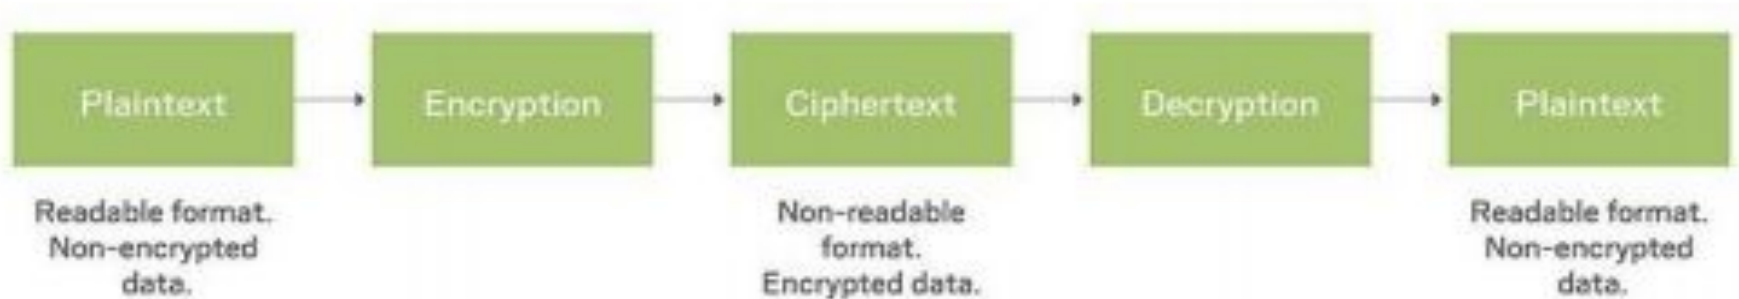 Plaintext
Encryption
Ciphertext
Decryption
Plaintext
Readable format.
Non-encrypted
data.
Non-readable
format.
Encrypted data.
Readable format.
Non-encrypted
data.